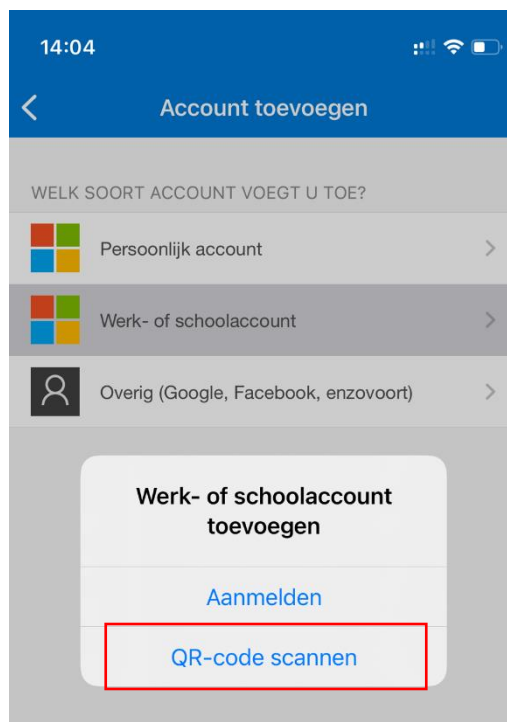 14:04
Account toevoegen
WELK SOORT ACCOUNT VOEGT U TOE?
Persoonlijk account
Werk- of schoolaccount
Overig (Google, Facebook, enzovoort)
Werk- of schoolaccount
toevoegen
Aanmelden
QR-code scannen